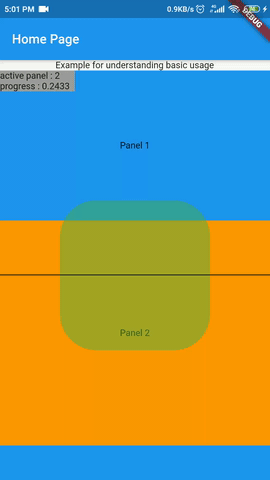 5:01 PM 0.9KB/s
DEBUG
Home Page
Example for understanding basic usage
active panel : 2
progress : 0.2433
Panel 1
Panel 2